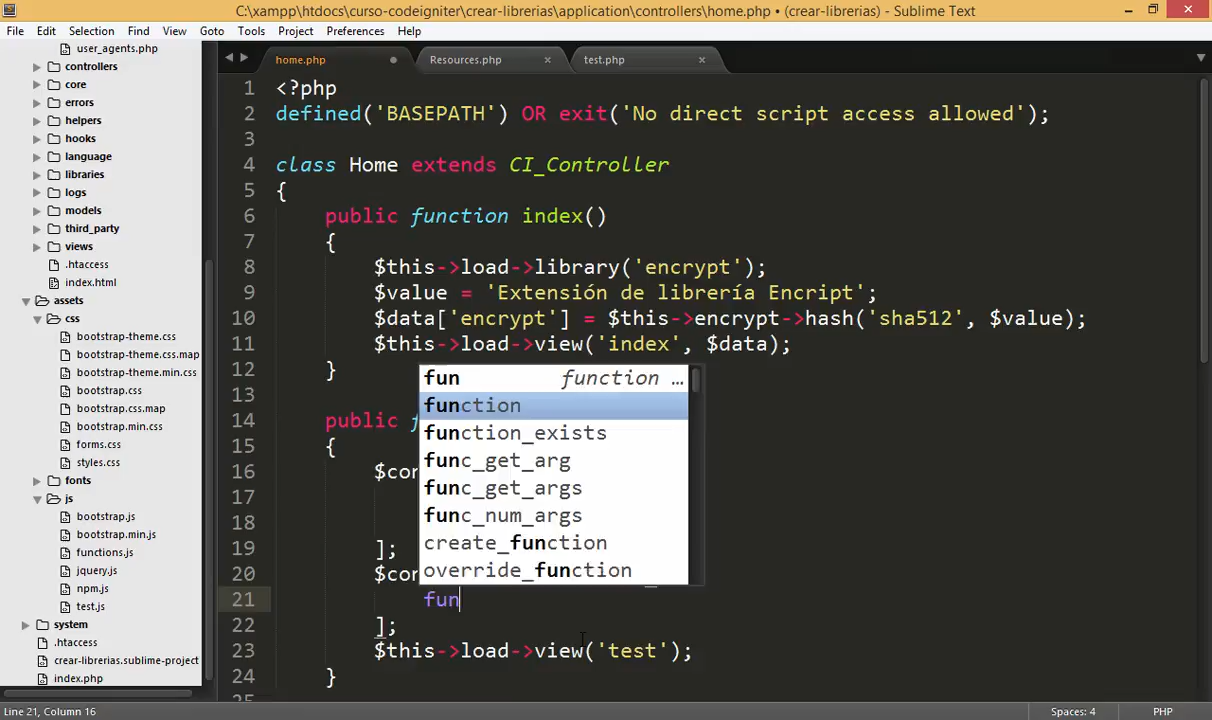 C:\xampp\htdocs\curso-codeigniter\crear-librerias\application\controllers\home.php • (crear-librerias) - Sublime Text
File Edit Selection Find View Goto Tools Project Preferences Help
user_agents.php
controllers
core
errors
helpers
hooks
language
libraries
logs
models
third_party
views
.htaccess
index.html
assets
css
bootstrap-theme.css
bootstrap-theme.css.map
bootstrap-theme.min.css
bootstrap.css
bootstrap.css.map
bootstrap.min.css
forms.css
styles.css
fonts
js
bootstrap.js
bootstrap.min.js
functions.js
jquery.js
npm.js
test.js
system
.htaccess
crear-librerias.sublime-project
index.php
home.php Resources.php test.php
1 <?php
2 defined('BASEPATH') OR exit('No direct script access allowed');
3
4 class Home extends CI_Controller
5 {
6 public function index()
7 {
8 $this->load->library('encrypt');
9 $value = 'Extensión de librería Encript';
10 $data['encrypt'] = $this->encrypt->hash('sha512', $value);
11 $this->load->view('index', $data);
12 }
13
14 public f
15 {
16 $con
17
18
19 ];
20 $con
21 fun
22 ];
23 $this->load->view('test');
24 }
25
fun function …
function
function_exists
func_get_arg
func_get_args
func_num_args
create_function
override_function
Line 21, Column 16 Spaces: 4 PHP